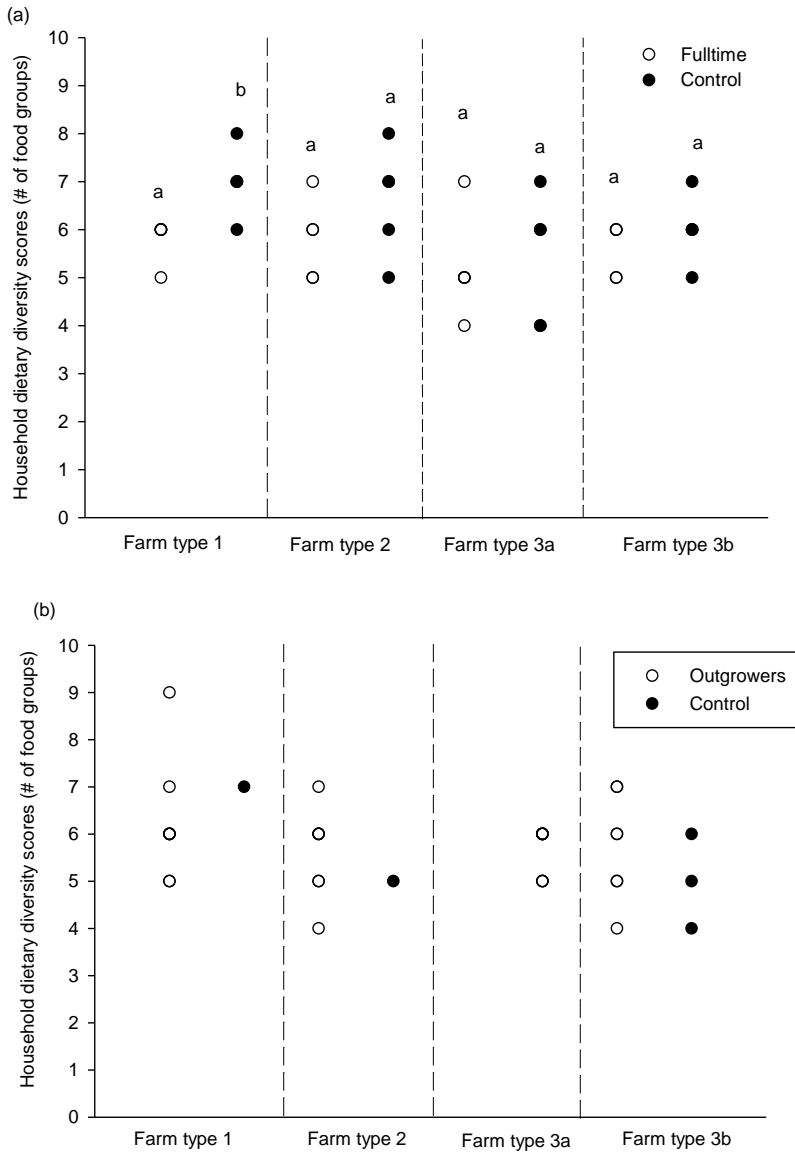 (a)
Household dietary diversity scores (# of food groups)
10
9
8
7
6
5
4
3
2
1
0
Fulltime
Control
a
b
a
a
a
a
a
a
Farm type 1
Farm type 2
Farm type 3a
Farm type 3b
(b)
Household dietary diversity scores (# of food groups)
10
9
8
7
6
5
4
3
2
1
0
Outgrowers
Control
Farm type 1
Farm type 2
Farm type 3a
Farm type 3b